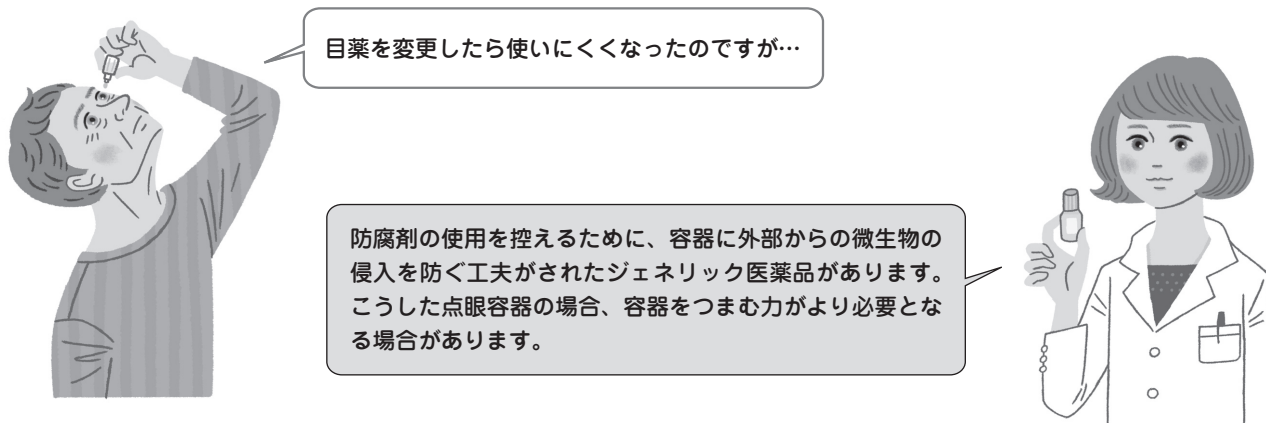 目薬を変更したら使いにくくなったのですが…
防腐剤の使用を控えるために、容器に外部からの微生物の
侵入を防ぐ工夫がされたジェネリック医薬品があります。
こうした点眼容器の場合、容器をつまむ力がより必要とな
る場合があります。